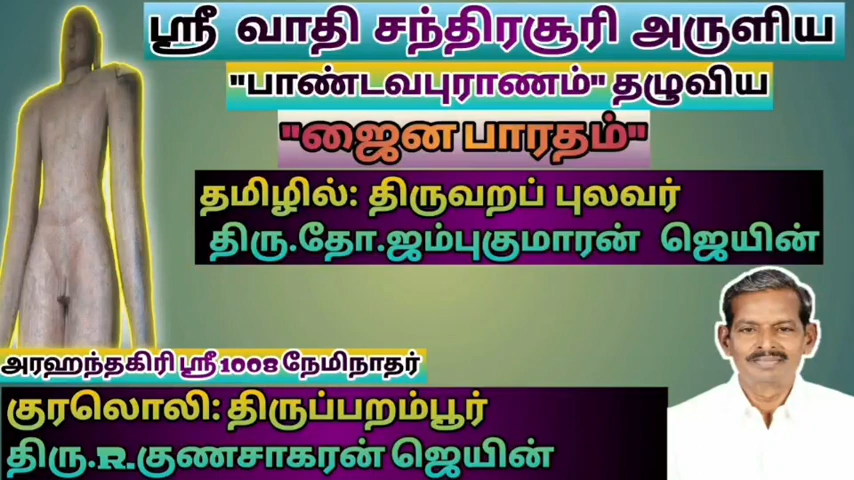 ஸ்ரீ வாதி சந்திரசூரி அருளிய
"பாண்டவபுராணம்" தழுவிய
"ஜைன பாரதம்"
தமிழில்: திருவறப் புலவர்
திரு.தோ.ஜம்புகுமாரன் ஜெயின்
அரஹந்தகிரி ஸ்ரீ 1008 நேமிநாதர்
குரலொலி: திருப்பறம்பூர்
திரு.R.குணசாகரன் ஜெயின்